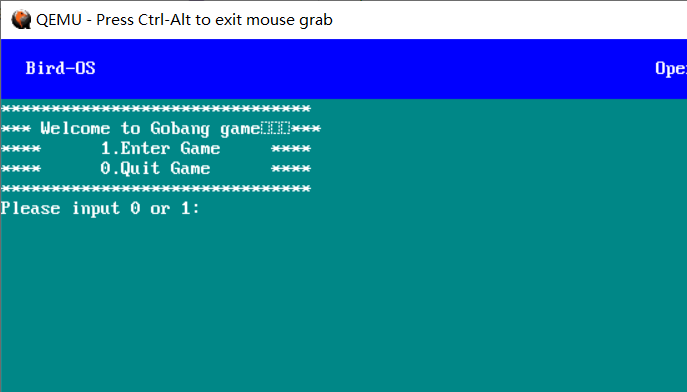 QEMU - Press Ctrl-Alt to exit mouse grab
Bird-OS
Ope
*******************************
*** Welcome to Gobang game□□□***
**** 1.Enter Game ****
**** 0.Quit Game ****
*******************************
Please input 0 or 1: